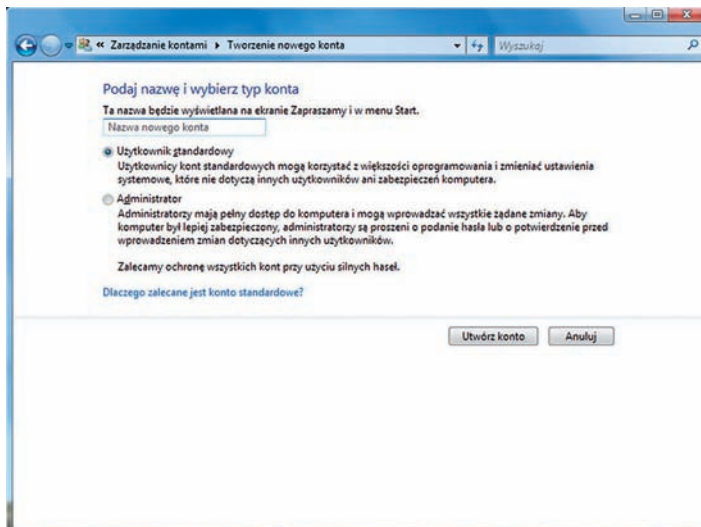 « Zarządzanie kontami ▸ Tworzenie nowego konta
Wyszukaj
Podaj nazwę i wybierz typ konta
Ta nazwa będzie wyświetlana na ekranie Zapraszamy i w menu Start.
Nazwa nowego konta
Użytkownik standardowy
Użytkownicy kont standardowych mogą korzystać z większości oprogramowania i zmieniać ustawienia
systemowe, które nie dotyczą innych użytkowników ani zabezpieczeń komputera.
Administrator
Administratorzy mają pełny dostęp do komputera i mogą wprowadzać wszystkie żądane zmiany. Aby
komputer był lepiej zabezpieczony, administratorzy są proszeni o podanie hasła lub o potwierdzenie przed
wprowadzeniem zmian dotyczących innych użytkowników.
Zalecamy ochronę wszystkich kont przy użyciu silnych haseł.
Dlaczego zalecane jest konto standardowe?
Utwórz konto Anuluj